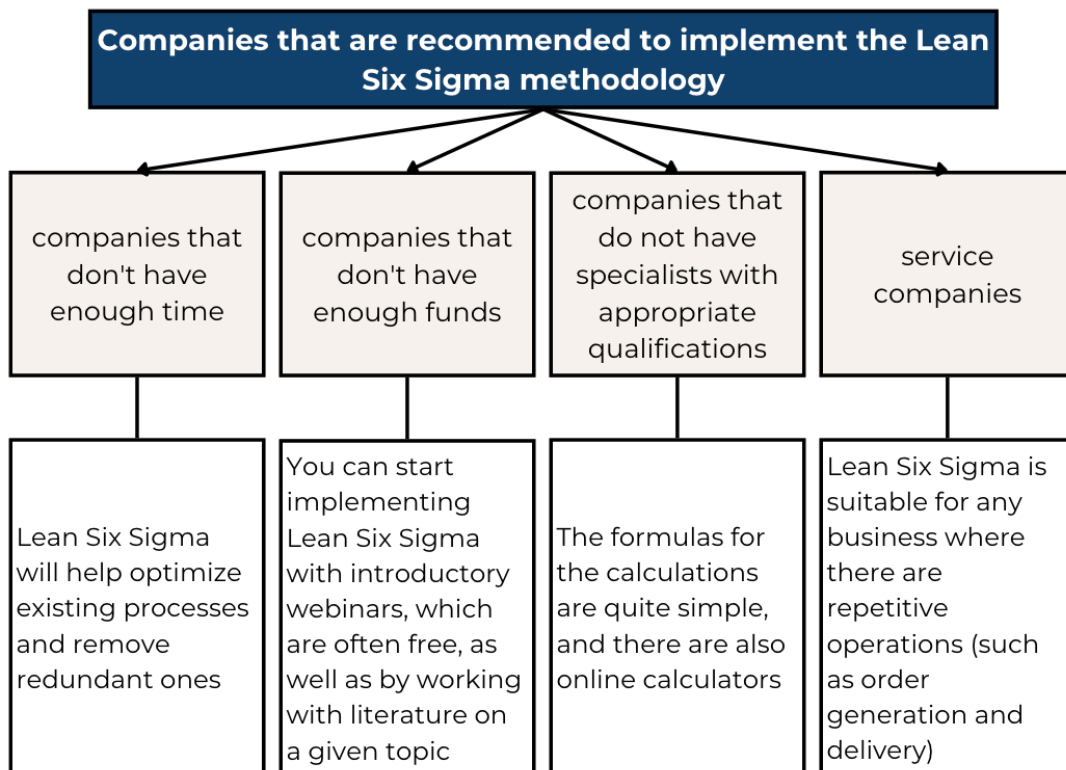 Companies that are recommended to implement the Lean
Six Sigma methodology
companies that
don't have
enough time
companies that
don't have
enough funds
companies that
do not have
specialists with
appropriate
qualifications
service
companies
Lean Six Sigma
will help optimize
existing processes
and remove
redundant ones
You can start
implementing
Lean Six Sigma
with introductory
webinars, which
are often free, as
well as by working
with literature on
a given topic
The formulas for
the calculations
are quite simple,
and there are also
online calculators
Lean Six Sigma is
suitable for any
business where
there are
repetitive
operations (such
as order
generation and
delivery)